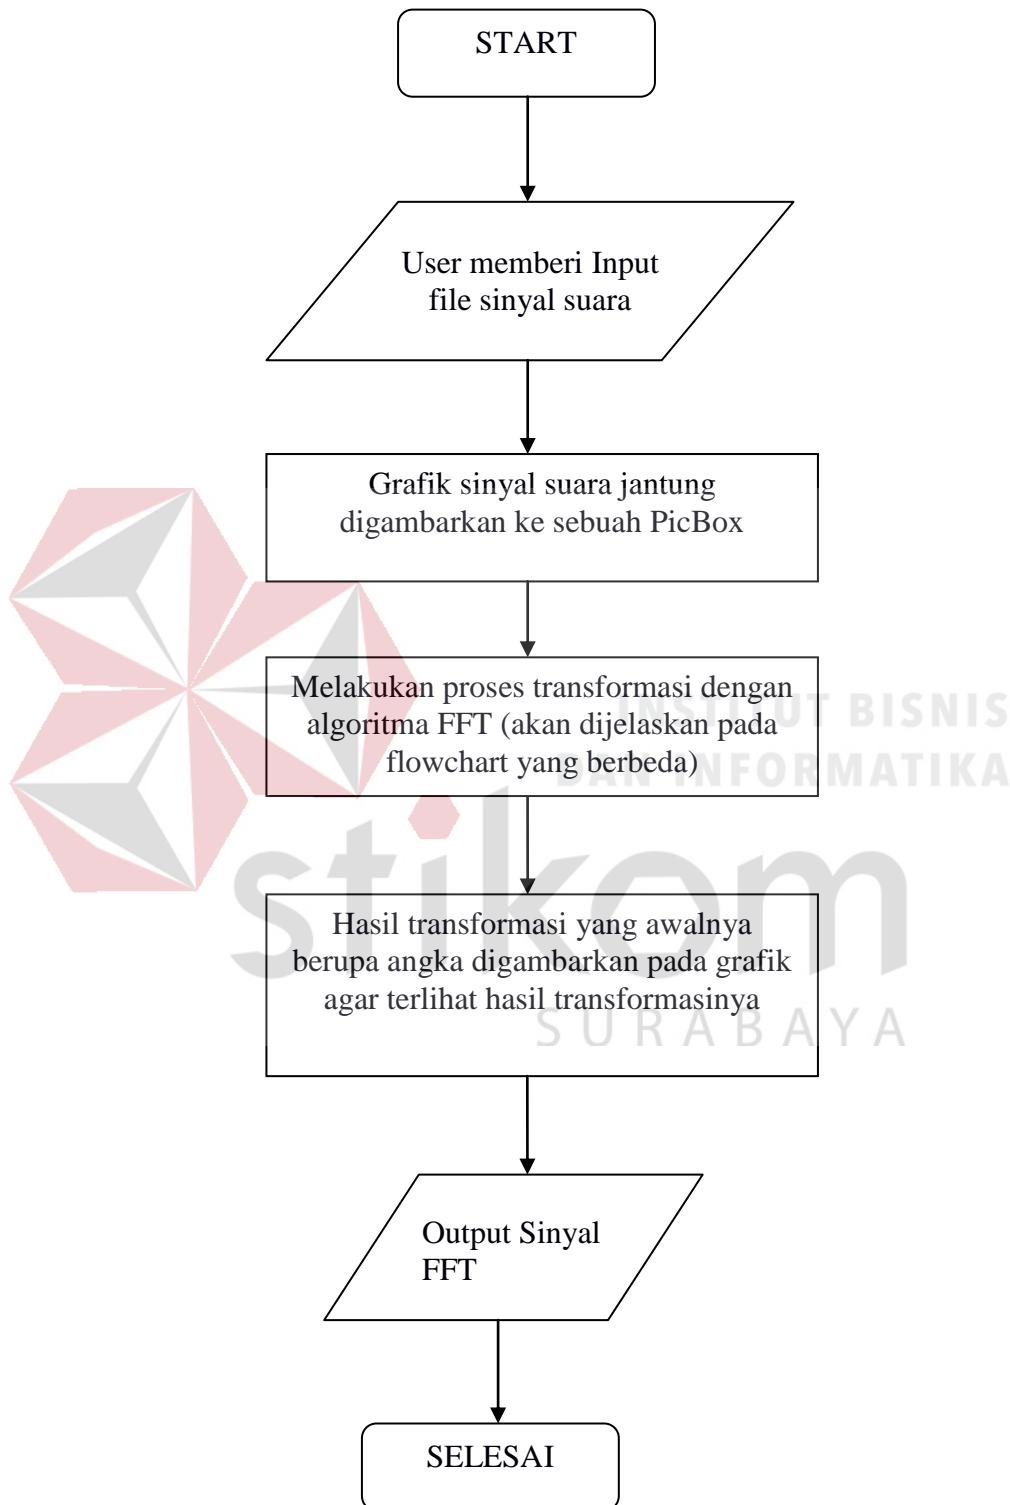 START
User memberi Input
file sinyal suara
Grafik sinyal suara jantung
digambarkan ke sebuah PicBox
Melakukan proses transformasi dengan
algoritma FFT (akan dijelaskan pada
flowchart yang berbeda)
INSTITUT BISNIS
DAN INFORMATIKA
stikom
SURABAYA
Hasil transformasi yang awalnya
berupa angka digambarkan pada grafik
agar terlihat hasil transformasinya
Output Sinyal
FFT
SELESAI